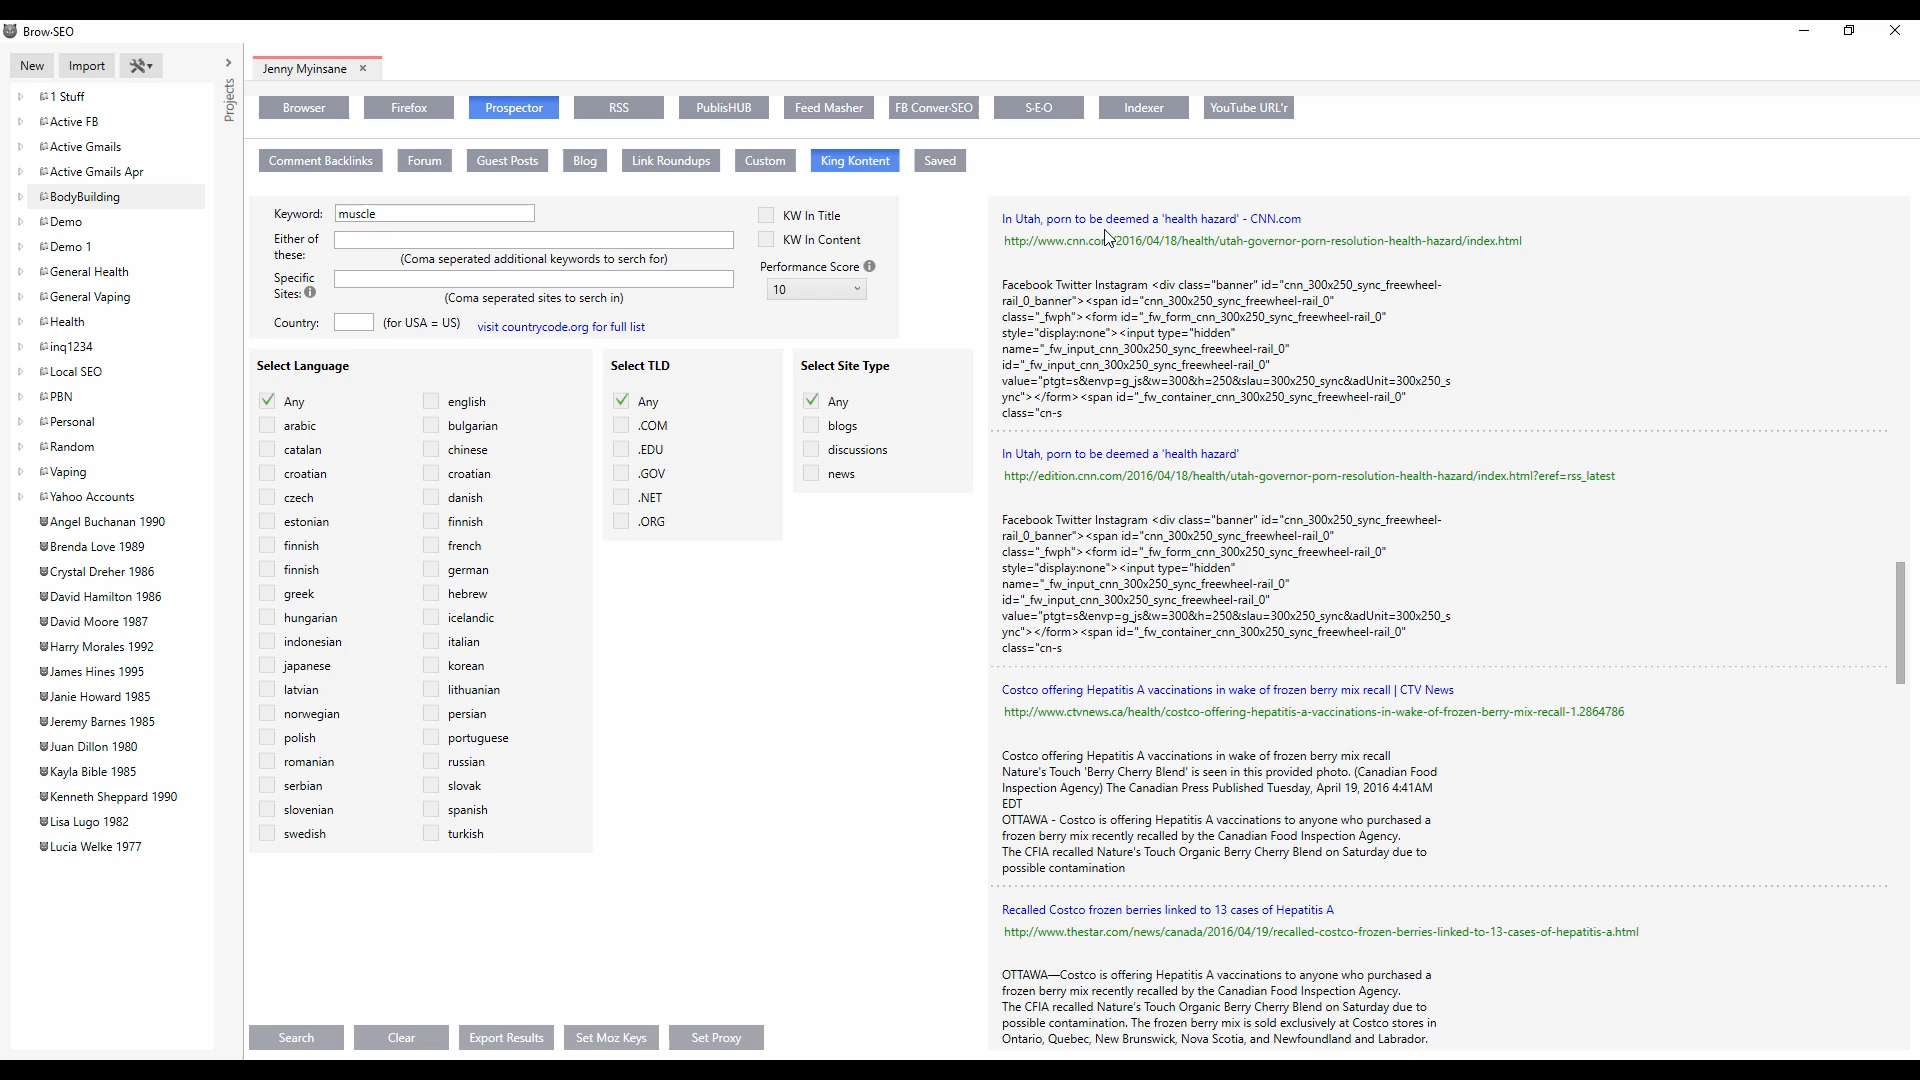 Brow·SEO
New Import
Projects
1 Stuff
Active FB
Active Gmails
Active Gmails Apr
BodyBuilding
Demo
Demo 1
General Health
General Vaping
Health
inq1234
Local SEO
PBN
Personal
Random
Vaping
Yahoo Accounts
Angel Buchanan 1990
Brenda Love 1989
Crystal Dreher 1986
David Hamilton 1986
David Moore 1987
Harry Morales 1992
James Hines 1995
Janie Howard 1985
Jeremy Barnes 1985
Juan Dillon 1980
Kayla Bible 1985
Kenneth Sheppard 1990
Lisa Lugo 1982
Lucia Welke 1977
Jenny Myinsane
Browser Firefox Prospector RSS PublisHUB Feed Masher FB Conver·SEO S·E·O Indexer YouTube URL'r
Comment Backlinks Forum Guest Posts Blog Link Roundups Custom King Kontent Saved
Keyword: muscle
Either of
these:
(Coma seperated additional keywords to serch for)
Specific
Sites:
(Coma seperated sites to serch in)
Country: (for USA = US) visit countrycode.org for full list
KW In Title
KW In Content
Performance Score
10
Select Language
Any english
arabic bulgarian
catalan chinese
croatian croatian
czech danish
estonian finnish
finnish french
finnish german
greek hebrew
hungarian icelandic
indonesian italian
japanese korean
latvian lithuanian
norwegian persian
polish portuguese
romanian russian
serbian slovak
slovenian spanish
swedish turkish
Select TLD
Any
.COM
.EDU
.GOV
.NET
.ORG
Select Site Type
Any
blogs
discussions
news
Search Clear Export Results Set Moz Keys Set Proxy
In Utah, porn to be deemed a 'health hazard' - CNN.com
http://www.cnn.com/2016/04/18/health/utah-governor-porn-resolution-health-hazard/index.html
Facebook Twitter Instagram <div class="banner" id="cnn_300x250_sync_freewheel-
rail_0_banner"><span id="cnn_300x250_sync_freewheel-rail_0"
class="_fwph"><form id="_fw_form_cnn_300x250_sync_freewheel-rail_0"
style="display:none"><input type="hidden"
name="_fw_input_cnn_300x250_sync_freewheel-rail_0"
id="_fw_input_cnn_300x250_sync_freewheel-rail_0"
value="ptgt=s&envp=g_js&w=300&h=250&slau=300x250_sync&adUnit=300x250_s
ync"></form><span id="_fw_container_cnn_300x250_sync_freewheel-rail_0"
class="cn-s
In Utah, porn to be deemed a 'health hazard'
http://edition.cnn.com/2016/04/18/health/utah-governor-porn-resolution-health-hazard/index.html?eref=rss_latest
Facebook Twitter Instagram <div class="banner" id="cnn_300x250_sync_freewheel-
rail_0_banner"><span id="cnn_300x250_sync_freewheel-rail_0"
class="_fwph"><form id="_fw_form_cnn_300x250_sync_freewheel-rail_0"
style="display:none"><input type="hidden"
name="_fw_input_cnn_300x250_sync_freewheel-rail_0"
id="_fw_input_cnn_300x250_sync_freewheel-rail_0"
value="ptgt=s&envp=g_js&w=300&h=250&slau=300x250_sync&adUnit=300x250_s
ync"></form><span id="_fw_container_cnn_300x250_sync_freewheel-rail_0"
class="cn-s
Costco offering Hepatitis A vaccinations in wake of frozen berry mix recall | CTV News
http://www.ctvnews.ca/health/costco-offering-hepatitis-a-vaccinations-in-wake-of-frozen-berry-mix-recall-1.2864786
Costco offering Hepatitis A vaccinations in wake of frozen berry mix recall
Nature's Touch 'Berry Cherry Blend' is seen in this provided photo. (Canadian Food
Inspection Agency) The Canadian Press Published Tuesday, April 19, 2016 4:41AM
EDT
OTTAWA - Costco is offering Hepatitis A vaccinations to anyone who purchased a
frozen berry mix recently recalled by the Canadian Food Inspection Agency.
The CFIA recalled Nature's Touch Organic Berry Cherry Blend on Saturday due to
possible contamination
Recalled Costco frozen berries linked to 13 cases of Hepatitis A
http://www.thestar.com/news/canada/2016/04/19/recalled-costco-frozen-berries-linked-to-13-cases-of-hepatitis-a.html
OTTAWA—Costco is offering Hepatitis A vaccinations to anyone who purchased a
frozen berry mix recently recalled by the Canadian Food Inspection Agency.
The CFIA recalled Nature's Touch Organic Berry Cherry Blend on Saturday due to
possible contamination. The frozen berry mix is sold exclusively at Costco stores in
Ontario, Quebec, New Brunswick, Nova Scotia, and Newfoundland and Labrador.